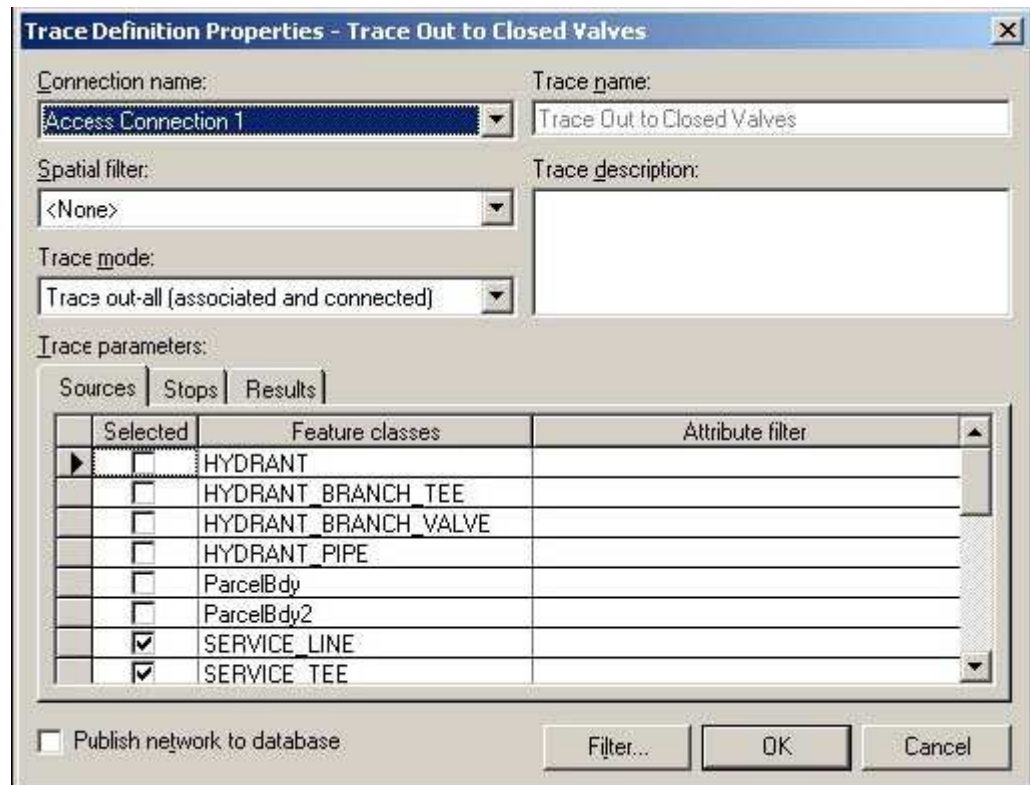 Trace Definition Properties - Trace Out to Closed Valves
Connection name:
Trace name:
Access Connection 1
Trace Out to Closed Valves
Spatial filter:
Trace description:
<None>
Trace mode:
Trace out-all (associated and connected)
Trace parameters:
Sources Stops Results
Selected Feature classes Attribute filter
HYDRANT
HYDRANT_BRANCH_TEE
HYDRANT_BRANCH_VALVE
HYDRANT_PIPE
ParcelBdy
ParcelBdy2
SERVICE_LINE
SERVICE_TEE
Publish network to database
Filter... OK Cancel